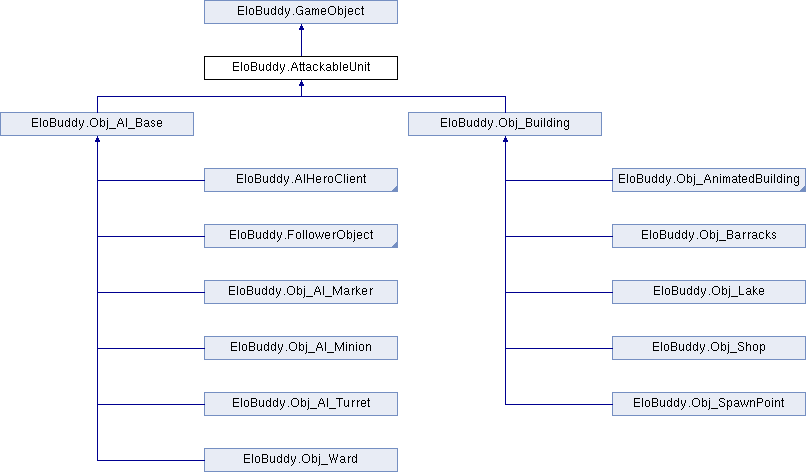 EloBuddy.GameObject
EloBuddy.AttackableUnit
EloBuddy.Obj_AI_Base
EloBuddy.Obj_Building
EloBuddy.AIHeroClient
EloBuddy.Obj_AnimatedBuilding
EloBuddy.FollowerObject
EloBuddy.Obj_Barracks
EloBuddy.Obj_AI_Marker
EloBuddy.Obj_Lake
EloBuddy.Obj_AI_Minion
EloBuddy.Obj_Shop
EloBuddy.Obj_AI_Turret
EloBuddy.Obj_SpawnPoint
EloBuddy.Obj_Ward